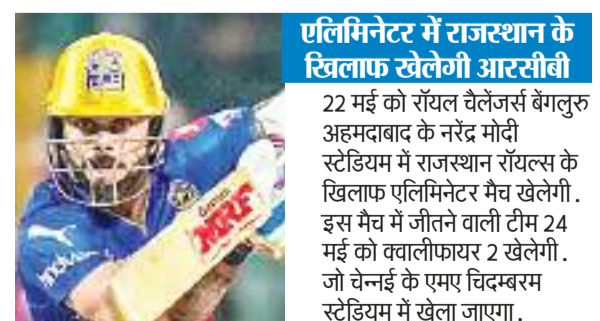 एलिमिनेटर में राजस्थान के
खिलाफ खेलेगी आरसीबी
22 मई को रॉयल चैलेंजर्स बेंगलुरु
अहमदाबाद के नरेंद्र मोदी
स्टेडियम में राजस्थान रॉयल्स के
खिलाफ एलिमिनेटर मैच खेलेगी.
इस मैच में जीतने वाली टीम 24
मई को क्वालीफायर 2 खेलेगी.
जो चेन्नई के एमए चिदम्बरम
स्टेडियम में खेला जाएगा.
MRF